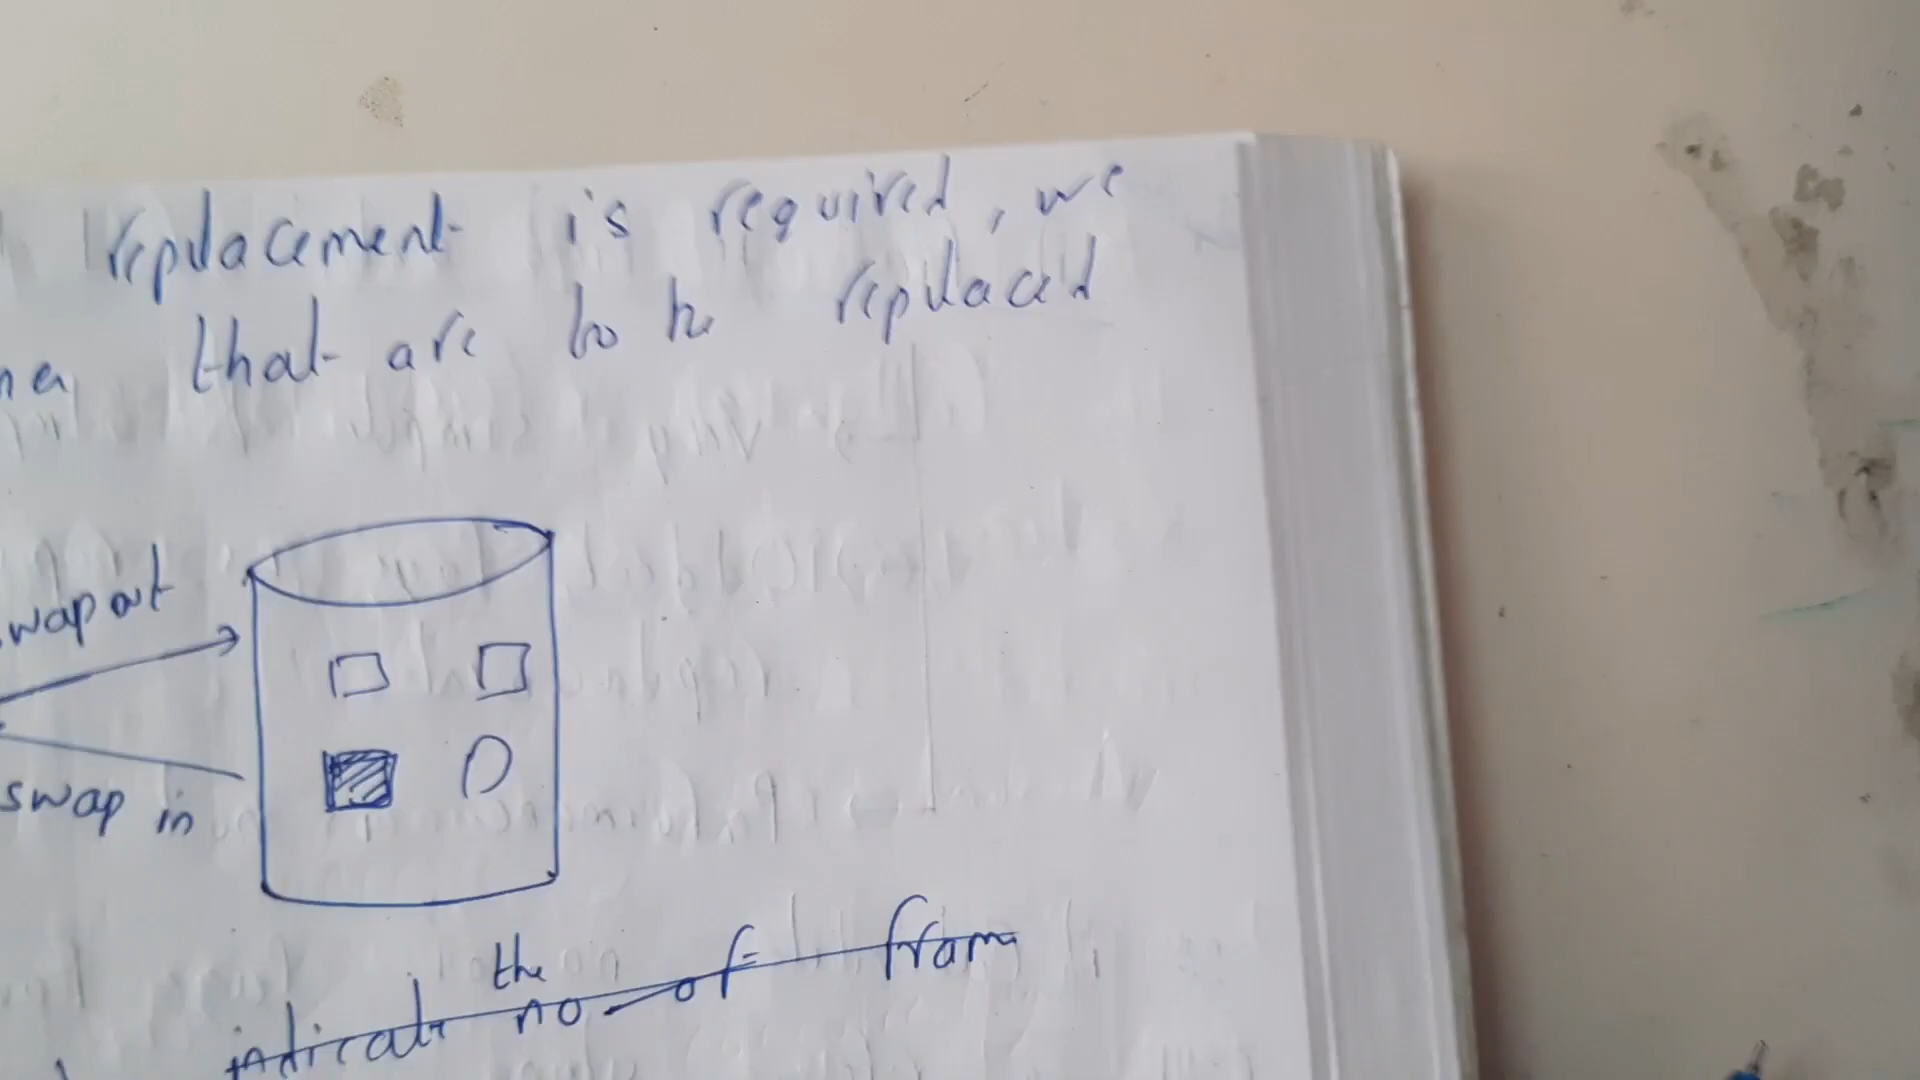 replacement is required, we
that are to be replaced
swap out
swap in
the
indicate no. of fram